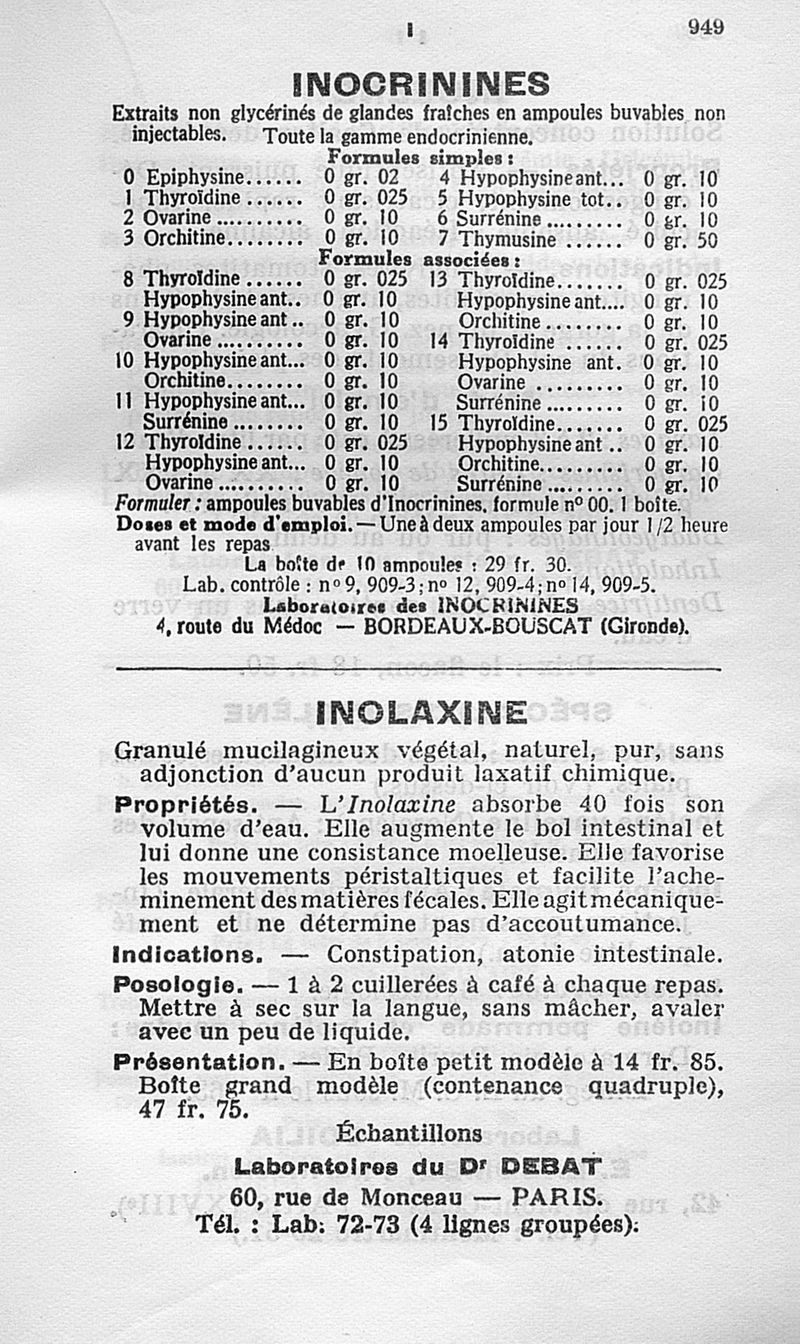 I 949
INOCRININES
Extraits non glycérinés de glandes fraîches en ampoules buvables non
injectables. Toute la gamme endocrinienne.
Formules simples :
0 Epiphysine...... 0 gr. 02 4 Hypophysine ant... 0 gr. 10
1 Thyroïdine ...... 0 gr. 025 5 Hypophysine tot.. 0 gr. 10
2 Ovarine .......... 0 gr. 10 6 Surrénine ......... 0 gr. 10
3 Orchitine........ 0 gr. 10 7 Thymusine ...... 0 gr. 50
Formules associées :
8 Thyroïdine ...... 0 gr. 025 13 Thyroïdine....... 0 gr. 025
Hypophysine ant.. 0 gr. 10 Hypophysine ant.... 0 gr. 10
9 Hypophysine ant .. 0 gr. 10 Orchitine ........ 0 gr. 10
Ovarine .......... 0 gr. 10 14 Thyroïdine ...... 0 gr. 025
10 Hypophysine ant... 0 gr. 10 Hypophysine ant. 0 gr. 10
Orchitine........ 0 gr. 10 Ovarine ......... 0 gr. 10
11 Hypophysine ant... 0 gr. 10 Surrénine ......... 0 gr. 10
Surrénine ........ 0 gr. 10 15 Thyroïdine....... 0 gr. 025
12 Thyroïdine ...... 0 gr. 025 Hypophysine ant .. 0 gr. 10
Hypophysine ant... 0 gr. 10 Orchitine......... 0 gr. 10
Ovarine .......... 0 gr. 10 Surrénine ......... 0 gr. 10
Formuler : ampoules buvables d'Inocrinines, formule n° 00. 1 boîte.
Doses et mode d'emploi. — Une à deux ampoules par jour 1/2 heure
avant les repas
La boîte de 10 ampoules : 29 fr. 30.
Lab. contrôle : n° 9, 909-3; n° 12, 909-4; n° 14, 909-5.
Laboratoires des INOCRININES
4, route du Médoc — BORDEAUX-BOUSCAT (Gironde).
INOLAXINE
Granulé mucilagineux végétal, naturel, pur, sans
adjonction d'aucun produit laxatif chimique.
Propriétés. — L'Inolaxine absorbe 40 fois son
volume d'eau. Elle augmente le bol intestinal et
lui donne une consistance moelleuse. Elle favorise
les mouvements péristaltiques et facilite l'ache-
minement des matières fécales. Elle agit mécanique-
ment et ne détermine pas d'accoutumance.
Indications. — Constipation, atonie intestinale.
Posologie. — 1 à 2 cuillerées à café à chaque repas.
Mettre à sec sur la langue, sans mâcher, avaler
avec un peu de liquide.
Présentation. — En boîte petit modèle à 14 fr. 85.
Boîte grand modèle (contenance quadruple),
47 fr. 75.
Échantillons
Laboratoires du Dr DEBAT
60, rue de Monceau — PARIS.
Tél. : Lab. 72-73 (4 lignes groupées).